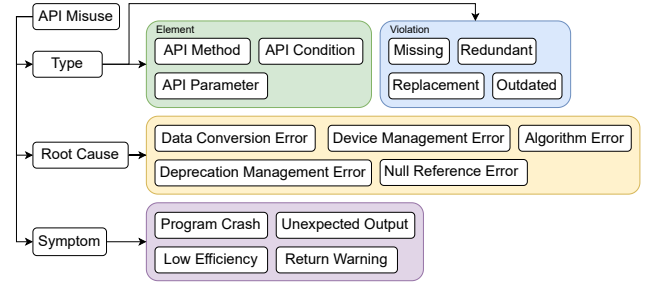 API Misuse
Type
Element
API Method
API Condition
API Parameter
Violation
Missing
Redundant
Replacement
Outdated
Root Cause
Data Conversion Error
Device Management Error
Algorithm Error
Deprecation Management Error
Null Reference Error
Symptom
Program Crash
Unexpected Output
Low Efficiency
Return Warning